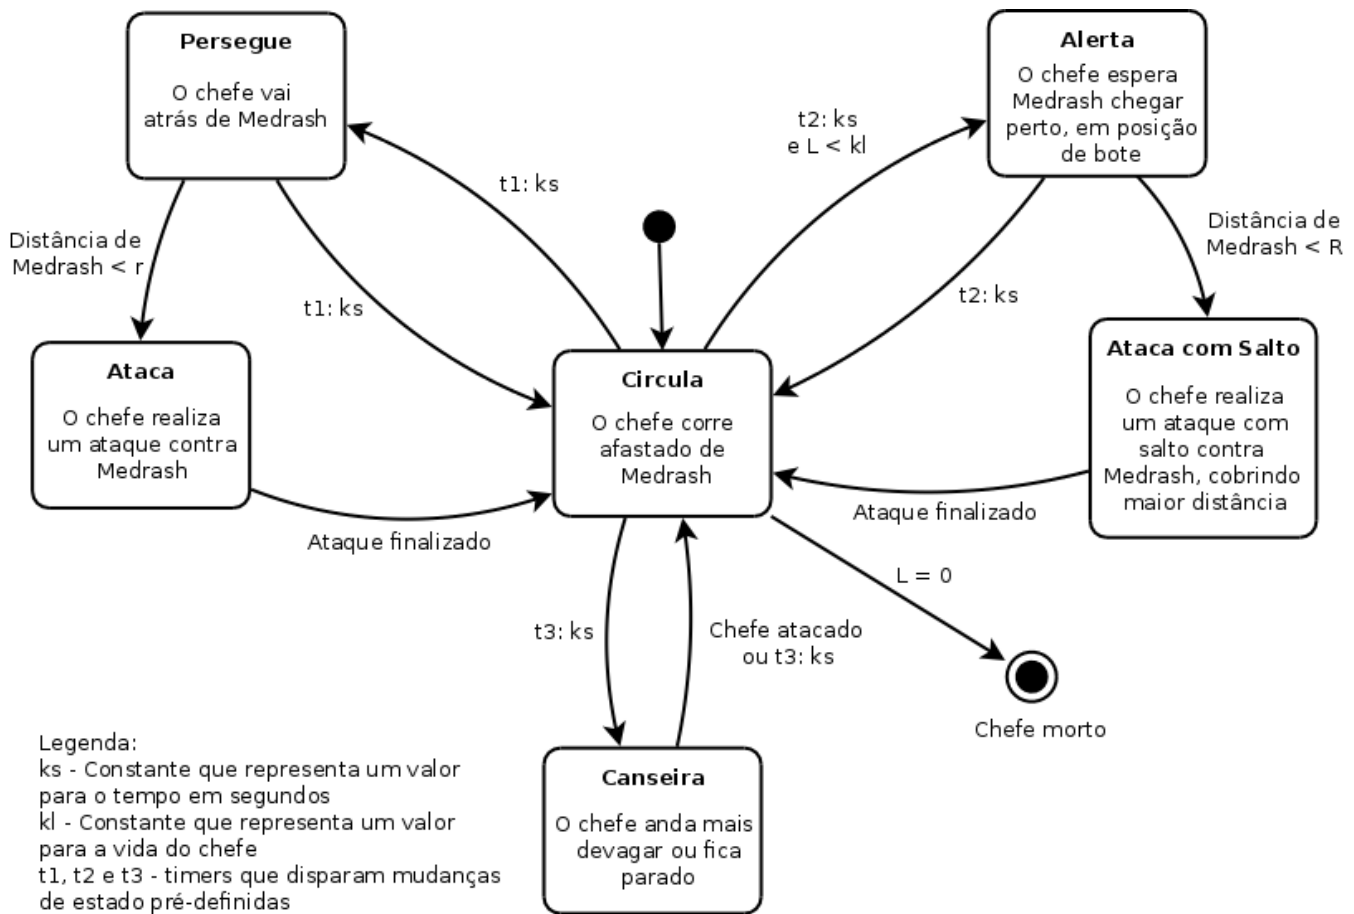 Persegue
O chefe vai
atrás de Medrash
Alerta
O chefe espera
Medrash chegar
perto, em posição
de bote
t2: ks
e L < kl
t1: ks
Distância de
Medrash < r
t1: ks
t2: ks
Distância de
Medrash < R
Ataca
O chefe realiza
um ataque contra
Medrash
Circula
O chefe corre
afastado de
Medrash
Ataca com Salto
O chefe realiza
um ataque com
salto contra
Medrash, cobrindo
maior distância
Ataque finalizado
Ataque finalizado
L = 0
t3: ks
Chefe atacado
ou t3: ks
Chefe morto
Canseira
O chefe anda mais
devagar ou fica
parado
Legenda:
ks - Constante que representa um valor
para o tempo em segundos
kl - Constante que representa um valor
para a vida do chefe
t1, t2 e t3 - timers que disparam mudanças
de estado pré-definidas